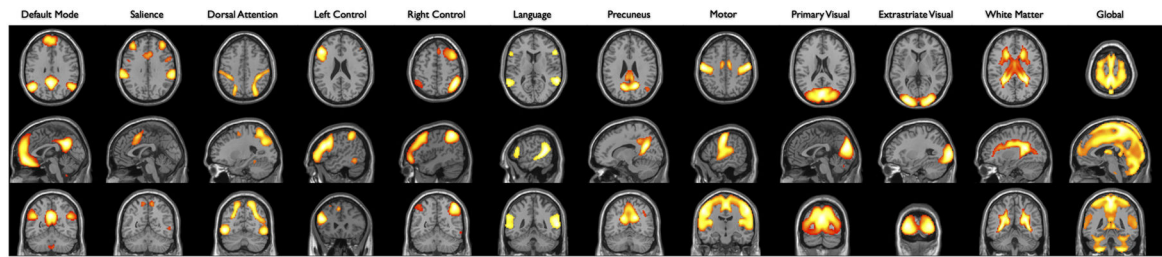 Default Mode Salience Dorsal Attention Left Control Right Control Language Precuneus Motor Primary Visual Extrastriate Visual White Matter Global